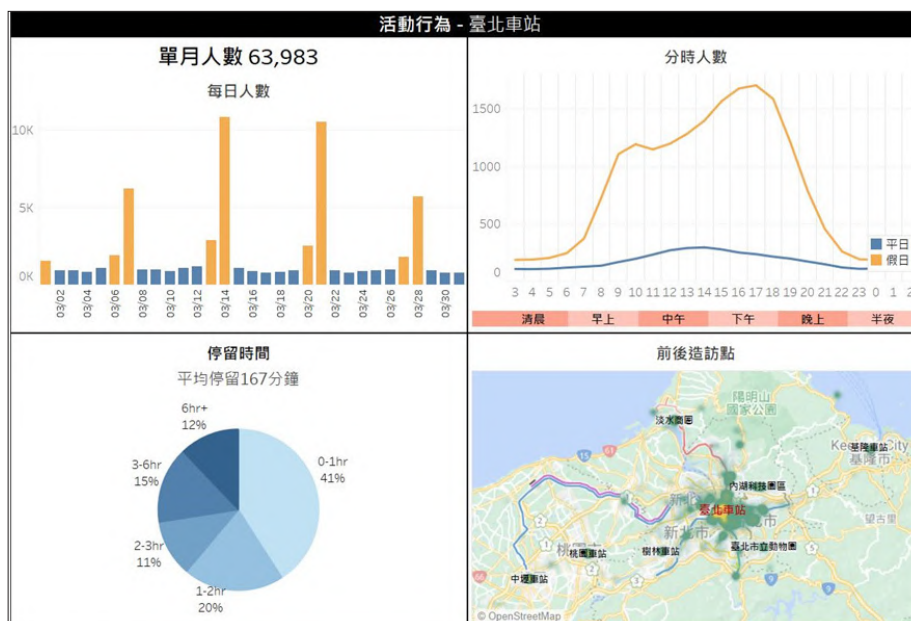 活動行為 - 臺北車站
單月人數 63,983
每日人數
10K
5K
0K
03/02
03/04
03/06
03/08
03/10
03/12
03/14
03/16
03/18
03/20
03/22
03/24
03/26
03/28
03/30
分時人數
1500
1000
500
0
平日
假日
3 4 5 6 7 8 9 10 11 12 13 14 15 16 17 18 19 20 21 22 23 0 1 2
清晨 早上 中午 下午 晚上 半夜
停留時間
平均停留167分鐘
6hr+
12%
0-1hr
41%
3-6hr
15%
2-3hr
11%
1-2hr
20%
前後造訪點
陽明山
國家公園
淡水商圈
基隆車站
基隆市
內湖科技園區
臺北車站
望古里
新北市
樹林車站
臺北市立動物園
桃園車站
中壢車站
© OpenStreetMap